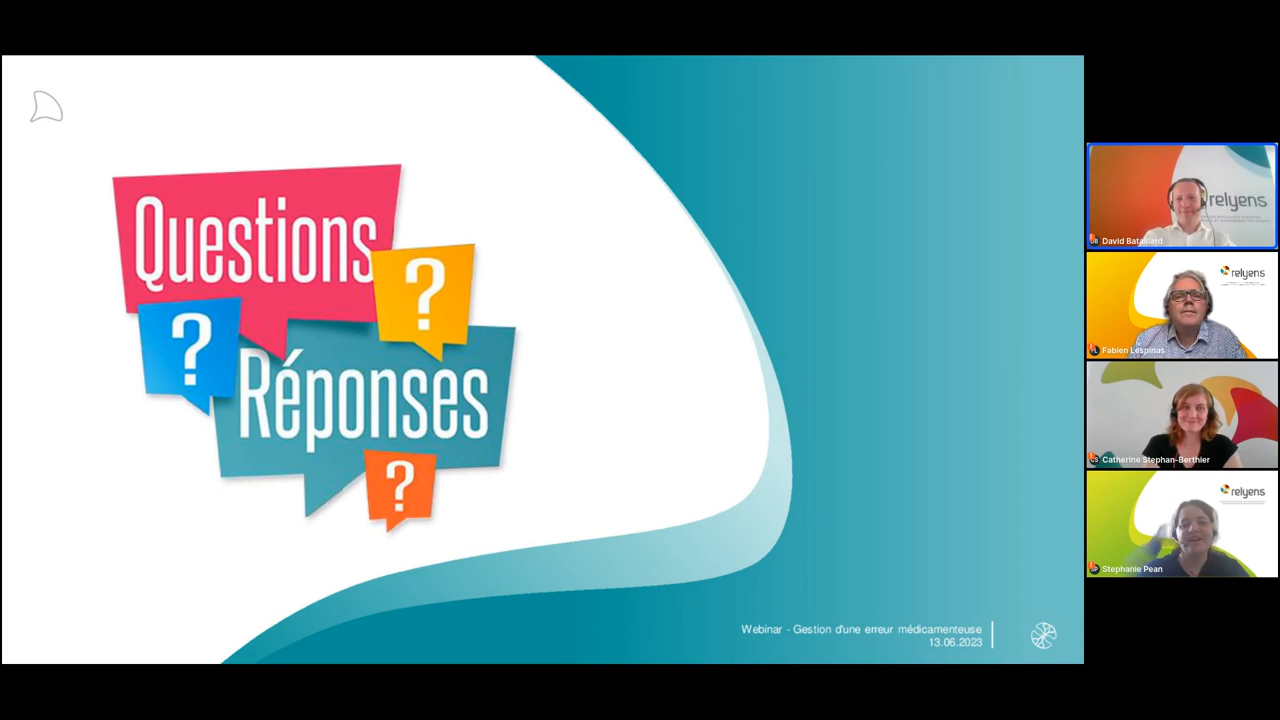 Questions
?
?
Réponses
?
Webinar - Gestion d'une erreur médicamenteuse
13.06.2023
relyens
David Bataillard
relyens
Fabien Lespinas
Catherine Stephan-Berthier
relyens
Stephanie Pean